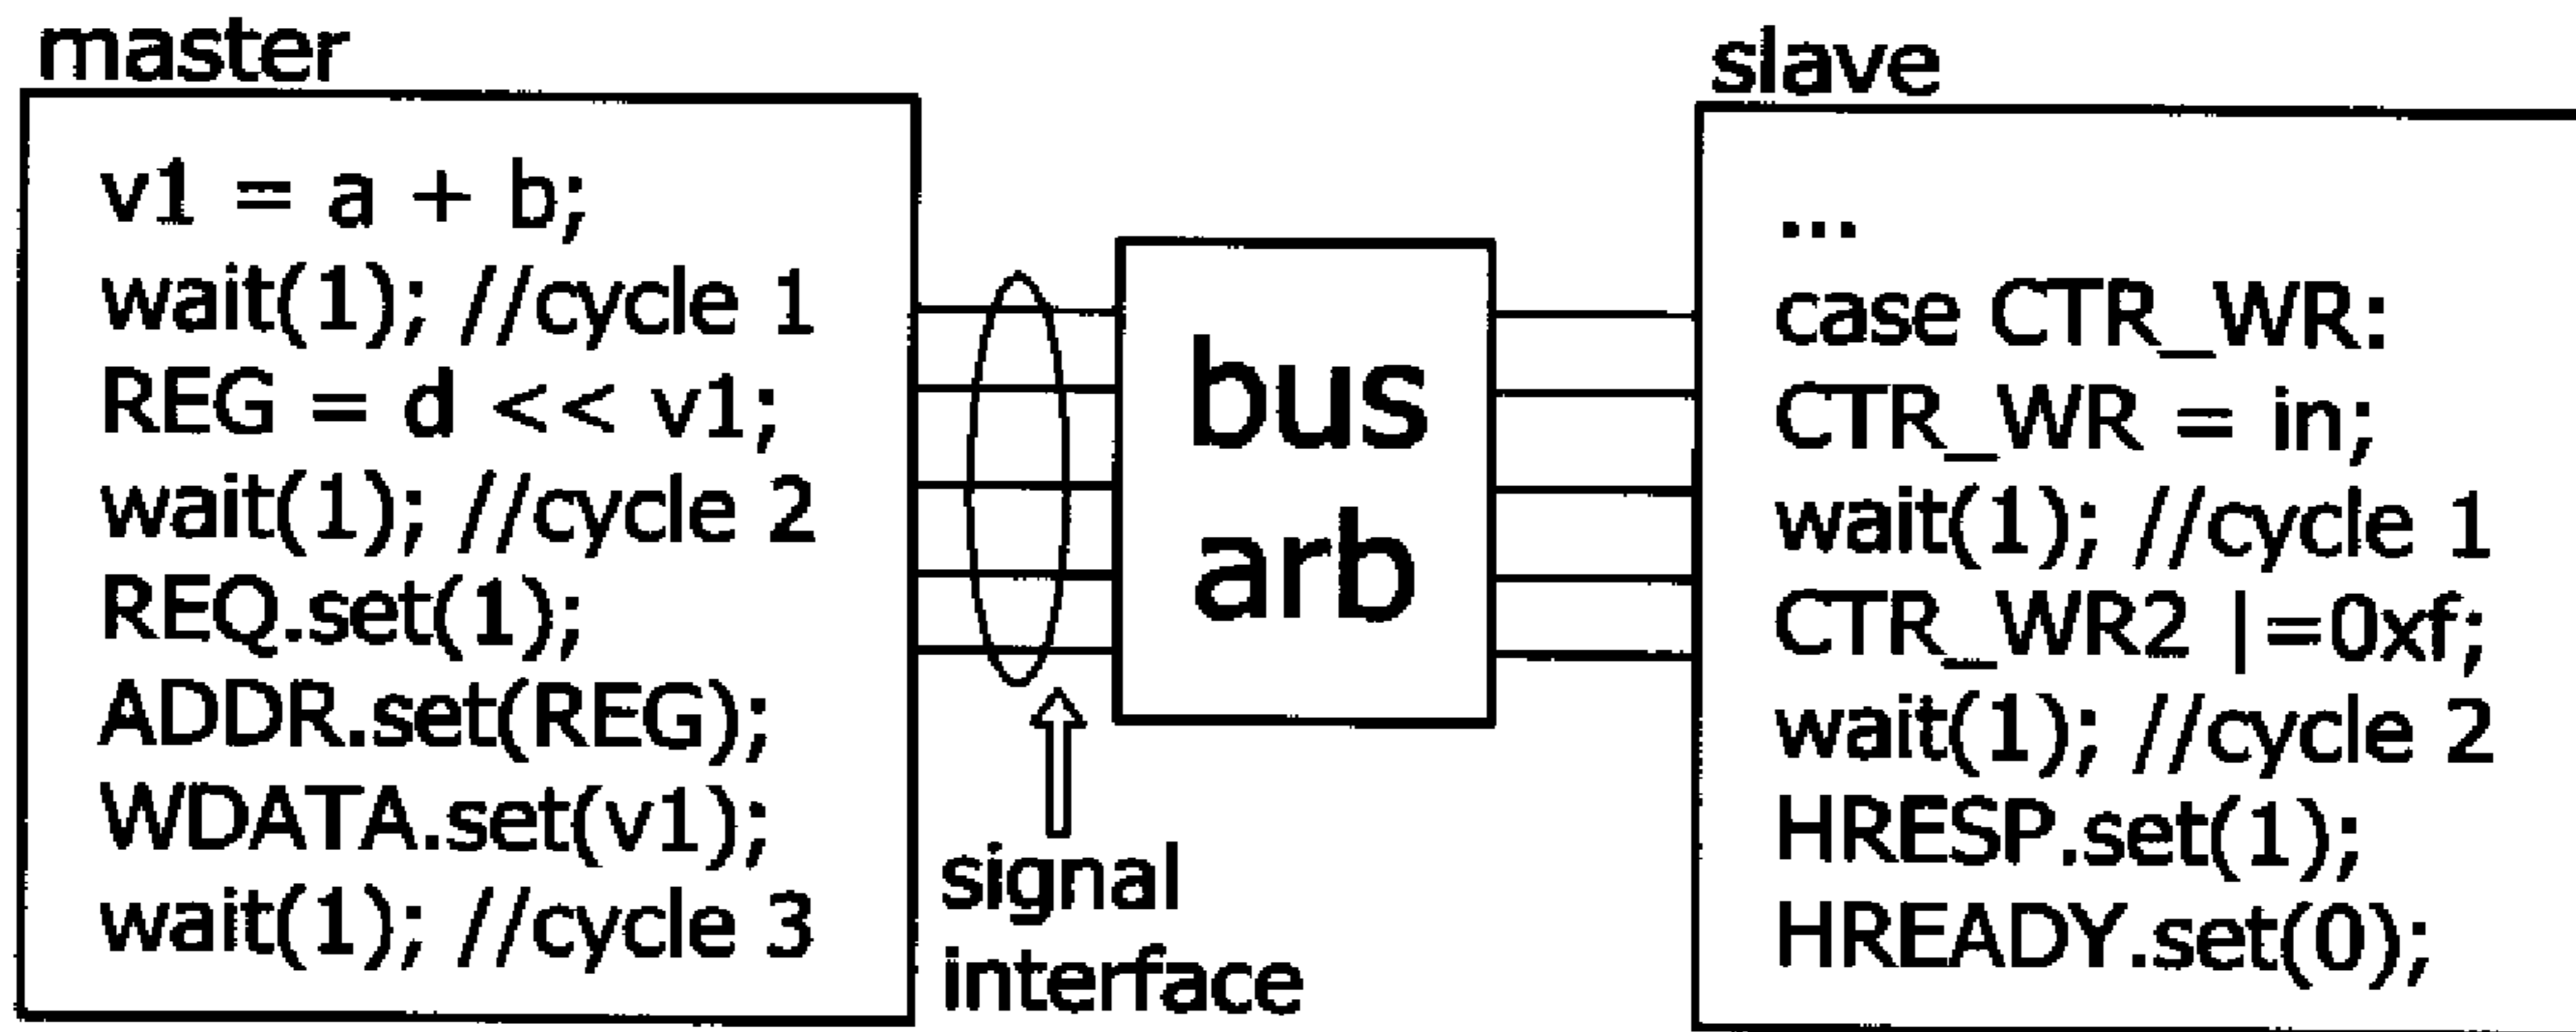 master
v1 = a + b;
wait(1); //cycle 1
REG = d << v1;
wait(1); //cycle 2
REQ.set(1);
ADDR.set(REG);
WDATA.set(v1);
wait(1); //cycle 3
signal
interface
bus
arb
slave
...
case CTR_WR:
CTR_WR = in;
wait(1); //cycle 1
CTR_WR2 |=0xf;
wait(1); //cycle 2
HRESP.set(1);
HREADY.set(0);